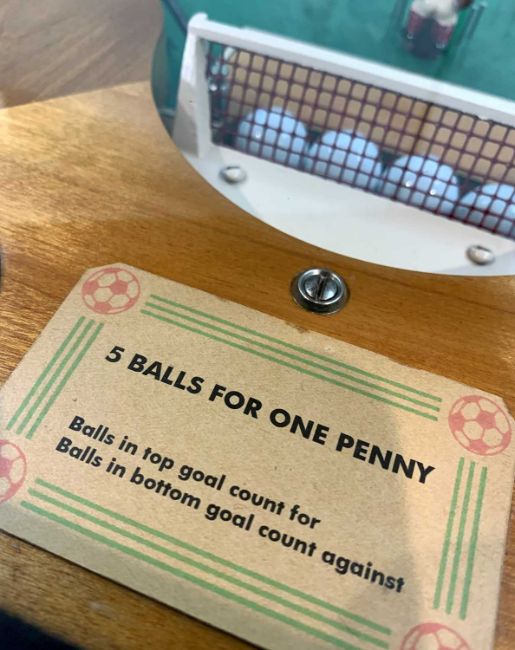 5 BALLS FOR ONE PENNY
Balls in top goal count for
Balls in bottom goal count against